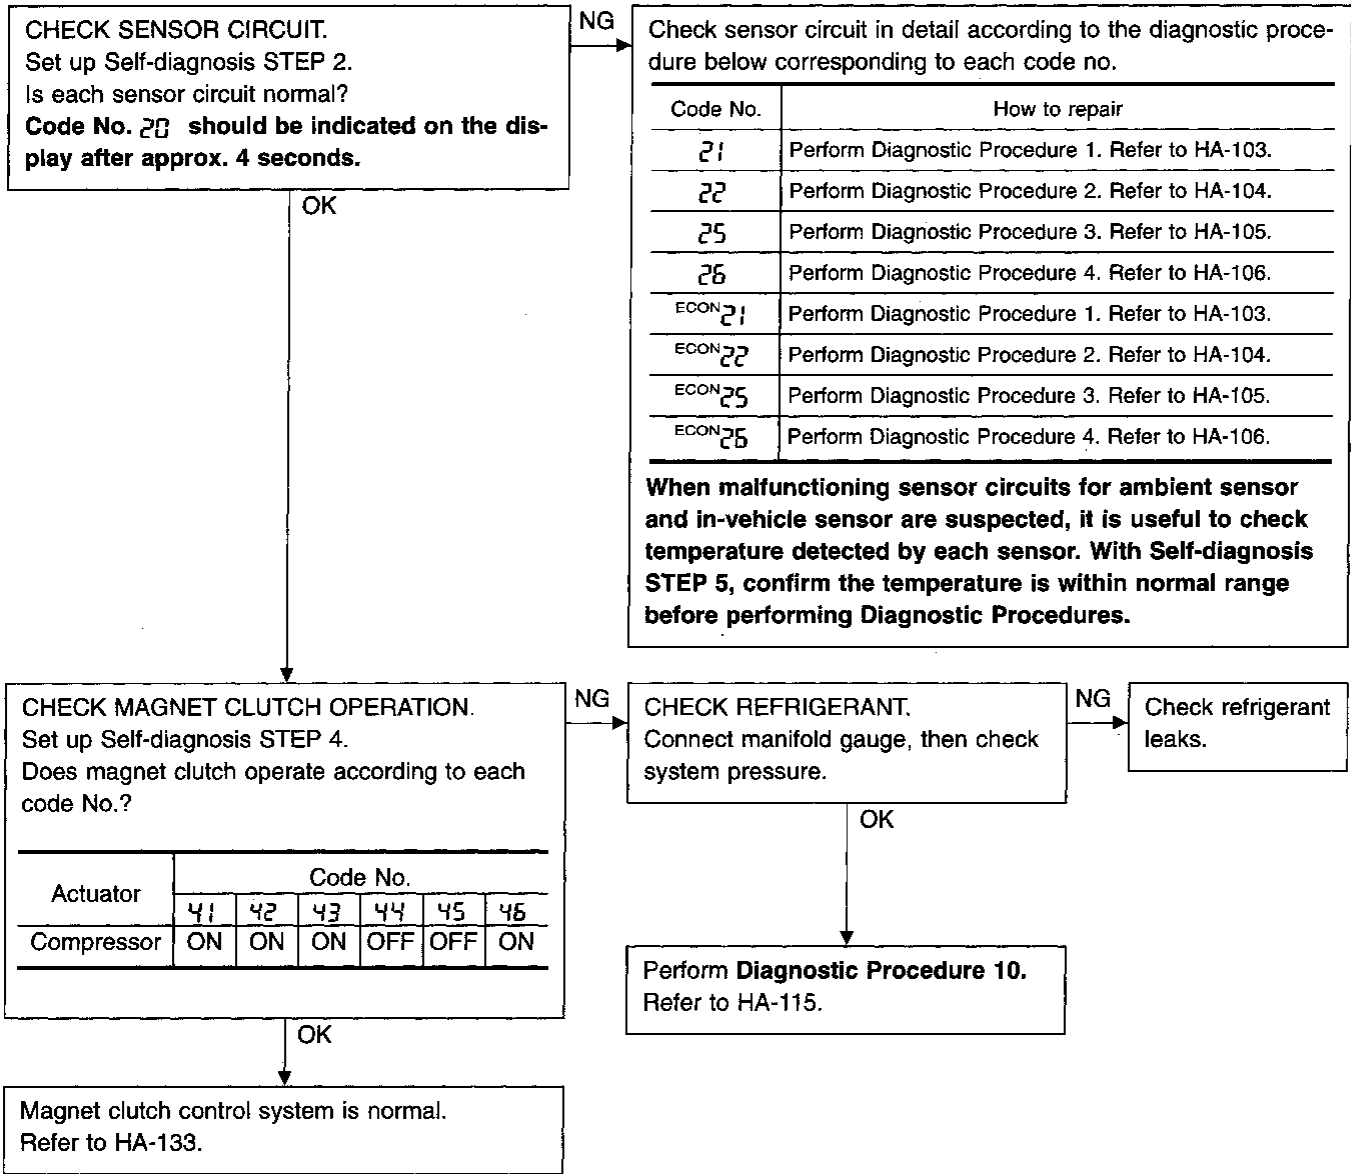 CHECK SENSOR CIRCUIT.
Set up Self-diagnosis STEP 2.
Is each sensor circuit normal?
Code No. 20 should be indicated on the dis-
play after approx. 4 seconds.
NG
Check sensor circuit in detail according to the diagnostic proce-
dure below corresponding to each code no.
Code No. How to repair
21 Perform Diagnostic Procedure 1. Refer to HA-103.
22 Perform Diagnostic Procedure 2. Refer to HA-104.
25 Perform Diagnostic Procedure 3. Refer to HA-105.
26 Perform Diagnostic Procedure 4. Refer to HA-106.
ECON21 Perform Diagnostic Procedure 1. Refer to HA-103.
ECON22 Perform Diagnostic Procedure 2. Refer to HA-104.
ECON25 Perform Diagnostic Procedure 3. Refer to HA-105.
ECON26 Perform Diagnostic Procedure 4. Refer to HA-106.
When malfunctioning sensor circuits for ambient sensor
and in-vehicle sensor are suspected, it is useful to check
temperature detected by each sensor. With Self-diagnosis
STEP 5, confirm the temperature is within normal range
before performing Diagnostic Procedures.
OK
CHECK MAGNET CLUTCH OPERATION.
Set up Self-diagnosis STEP 4.
Does magnet clutch operate according to each
code No.?
Actuator Code No.
41 42 43 44 45 46
Compressor ON ON ON OFF OFF ON
NG
CHECK REFRIGERANT.
Connect manifold gauge, then check
system pressure.
NG
Check refrigerant
leaks.
OK
Perform Diagnostic Procedure 10.
Refer to HA-115.
OK
Magnet clutch control system is normal.
Refer to HA-133.